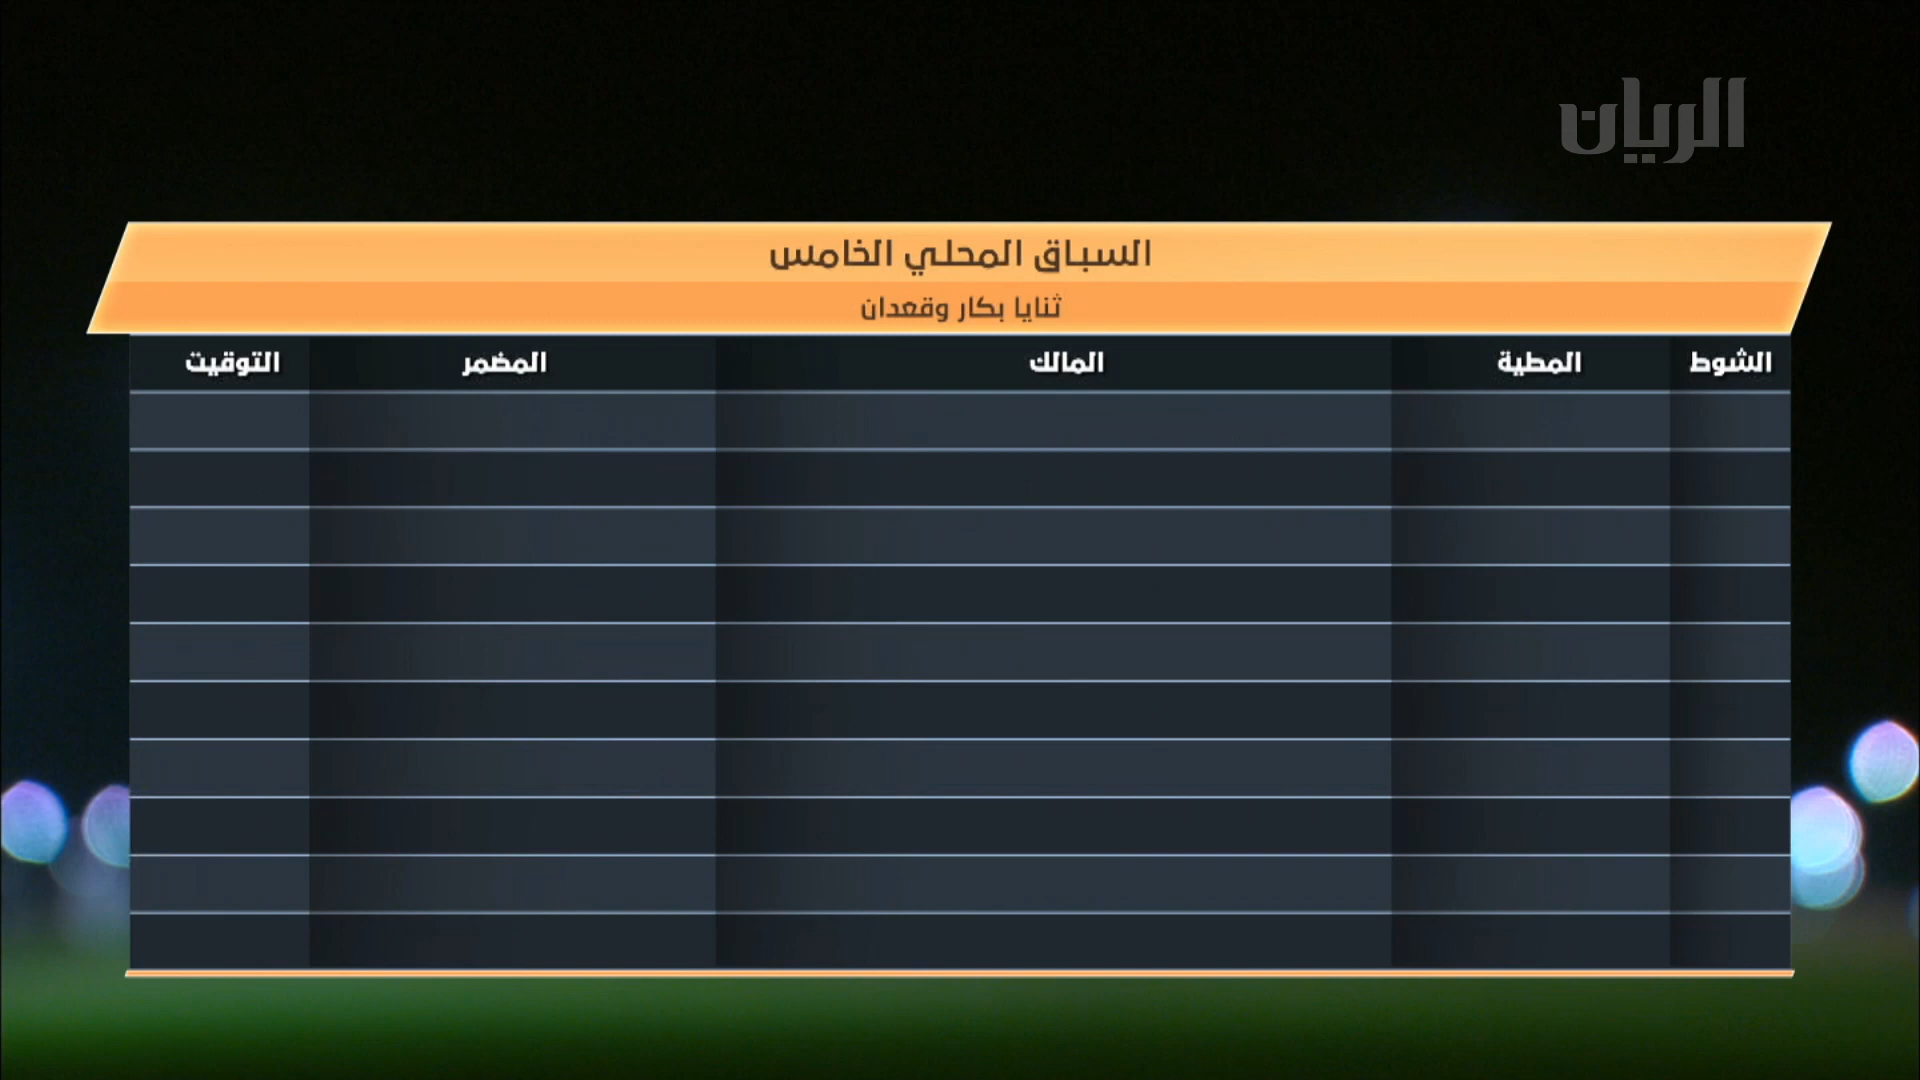 الريان
السباق المحلي الخامس
ثنايا بكار وقعدان
الشوط المطية المالك المضمر التوقيت